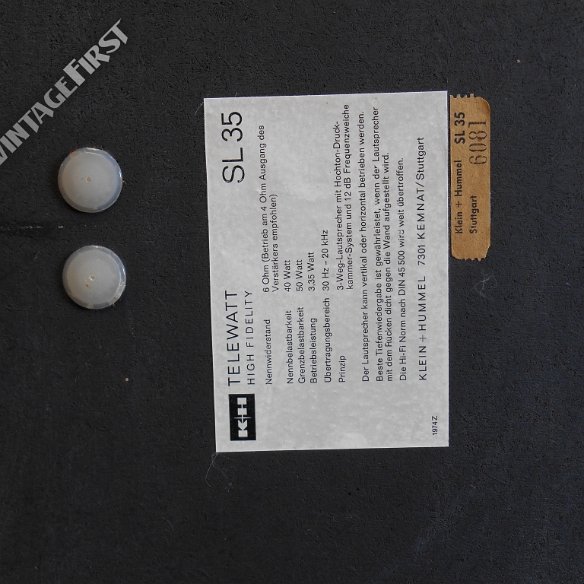 VINTAGEFIRST
K+H
TELEWATT SL 35
HIGH FIDELITY
Nennwiderstand 6 Ohm (Betrieb am 4 Ohm Ausgang des
Verstärkers empfohlen)
Nennbelastbarkeit 40 Watt
Grenzbelastbarkeit 50 Watt
Betriebsleistung 3,35 Watt
Übertragungsbereich 30 Hz – 20 kHz
Prinzip 3-Weg-Lautsprecher mit Hochton-Druck-
kammer-System und 12 dB Frequenzweiche
Der Lautsprecher kann vertikal oder horizontal betrieben werden.
Beste Tiefenwiedergabe ist gewährleistet, wenn der Lautsprecher
mit dem Rücken dicht gegen die Wand aufgestellt wird.
Die Hi-Fi Norm nach DIN 45 500 wird weit übertroffen.
KLEIN + HUMMEL 7301 KEMNAT/Stuttgart
1974 Z
Klein + Hummel SL 35
Stuttgart 6081